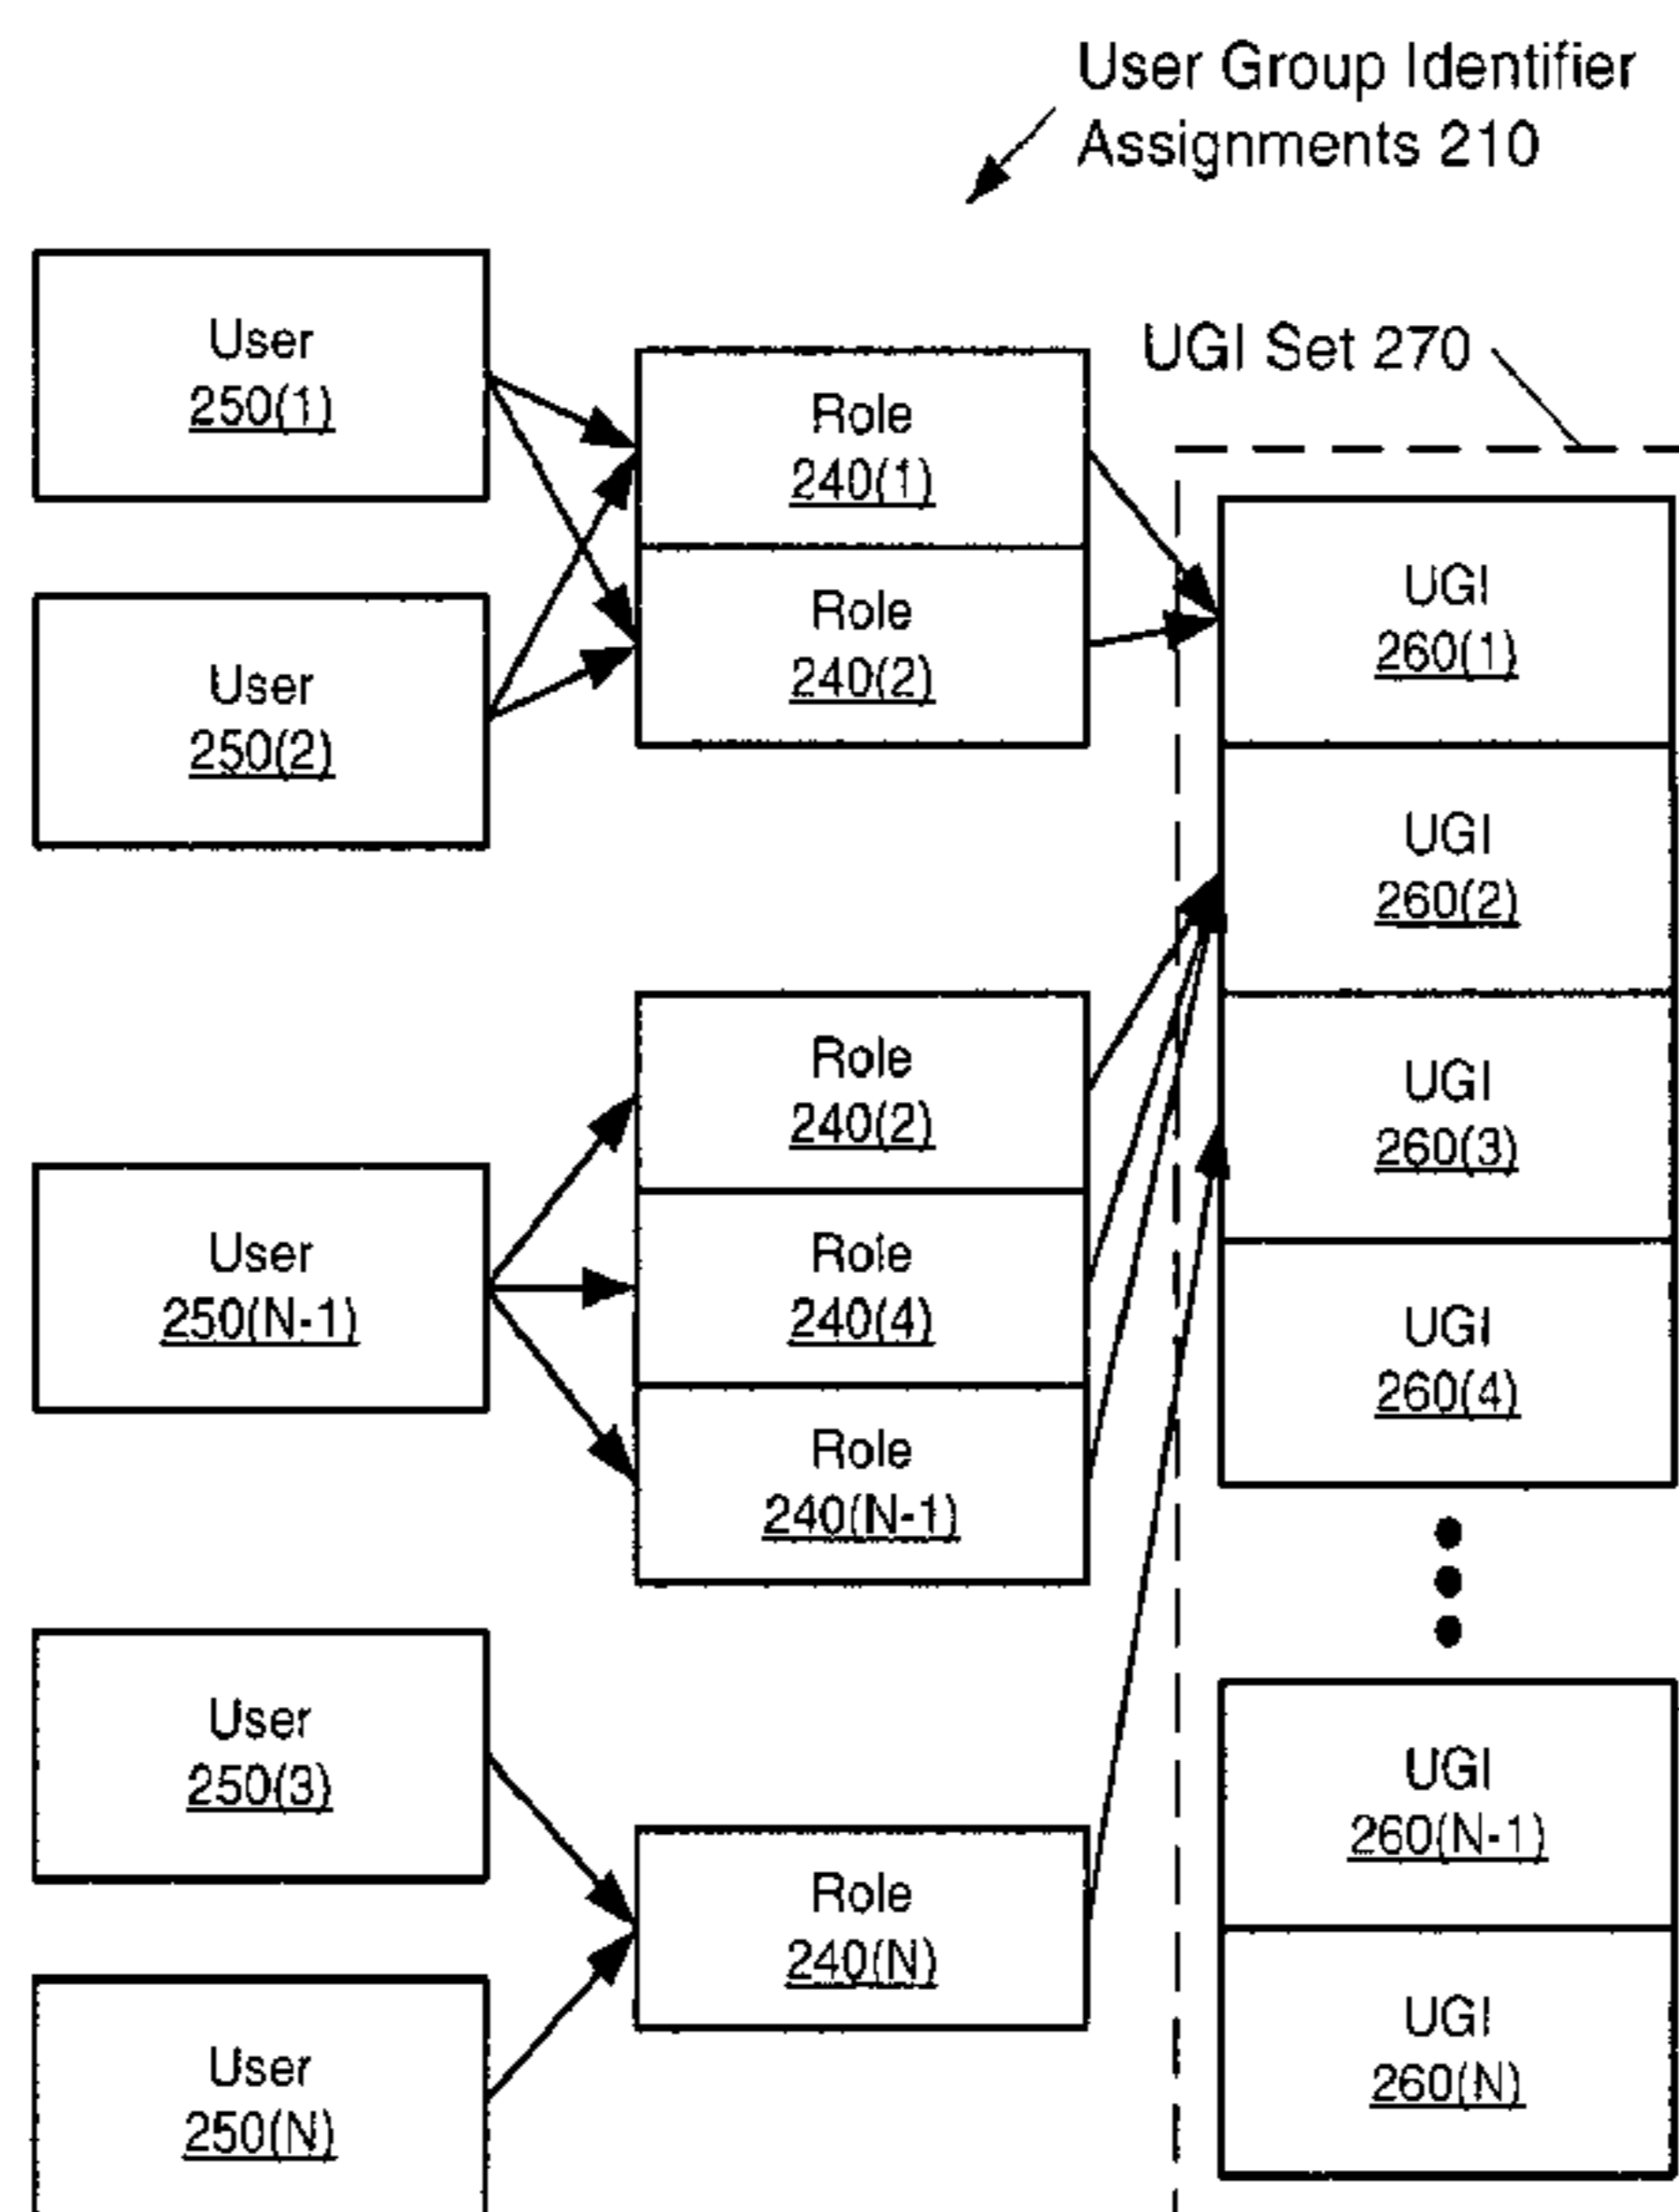 User Group Identifier
Assignments 210
UGI Set 270
User
250(1)
User
250(2)
Role
240(1)
Role
240(2)
UGI
260(1)
UGI
260(2)
UGI
260(3)
UGI
260(4)
User
250(N-1)
Role
240(2)
Role
240(4)
Role
240(N-1)
User
250(3)
User
250(N)
Role
240(N)
UGI
260(N-1)
UGI
260(N)